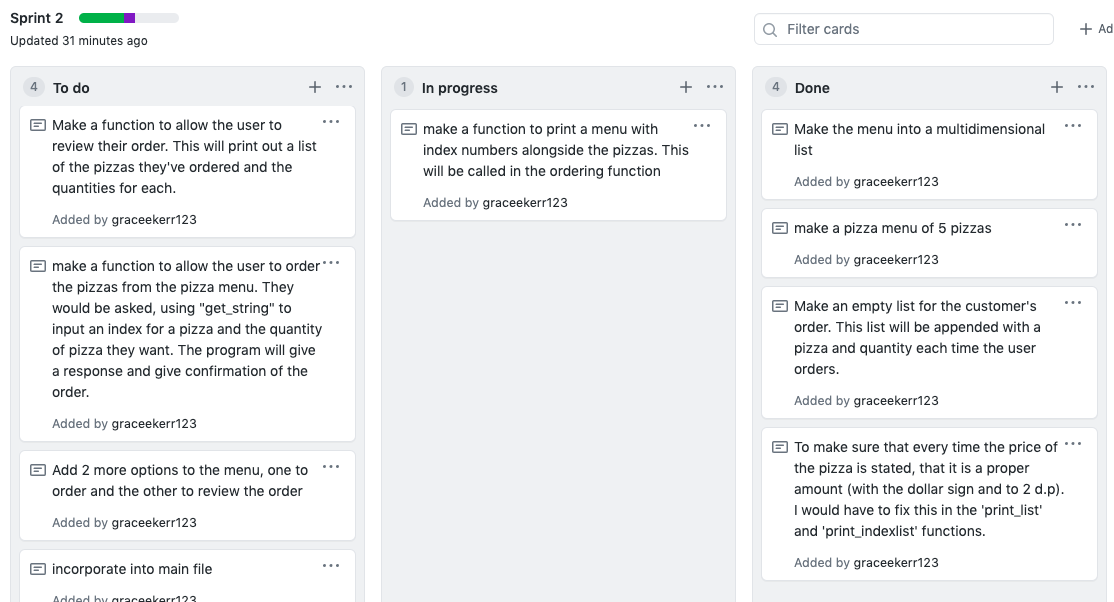 Sprint 2
Updated 31 minutes ago
Filter cards
Ad
4 To do
Make a function to allow the user to
review their order. This will print out a list
of the pizzas they've ordered and the
quantities for each.
Added by graceekerr123
make a function to allow the user to order
the pizzas from the pizza menu. They
would be asked, using "get_string" to
input an index for a pizza and the quantity
of pizza they want. The program will give
a response and give confirmation of the
order.
Added by graceekerr123
Add 2 more options to the menu, one to
order and the other to review the order
Added by graceekerr123
incorporate into main file
Added by graceekerr123
1 In progress
make a function to print a menu with
index numbers alongside the pizzas. This
will be called in the ordering function
Added by graceekerr123
4 Done
Make the menu into a multidimensional
list
Added by graceekerr123
make a pizza menu of 5 pizzas
Added by graceekerr123
Make an empty list for the customer's
order. This list will be appended with a
pizza and quantity each time the user
orders.
Added by graceekerr123
To make sure that every time the price of
the pizza is stated, that it is a proper
amount (with the dollar sign and to 2 d.p).
I would have to fix this in the 'print_list'
and 'print_indexlist' functions.
Added by graceekerr123